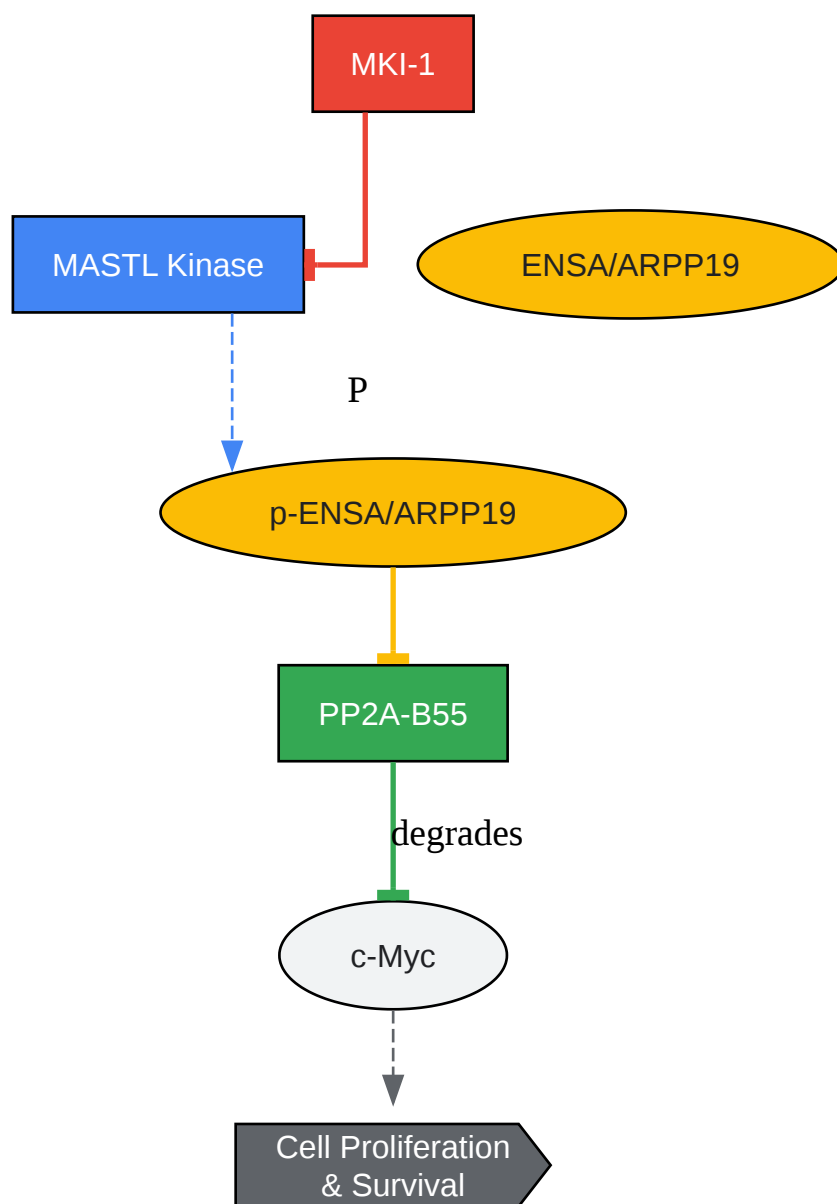 MKI-1
MASTL Kinase
ENSA/ARPP19
P
p-ENSA/ARPP19
PP2A-B55
degrades
c-Myc
Cell Proliferation
& Survival